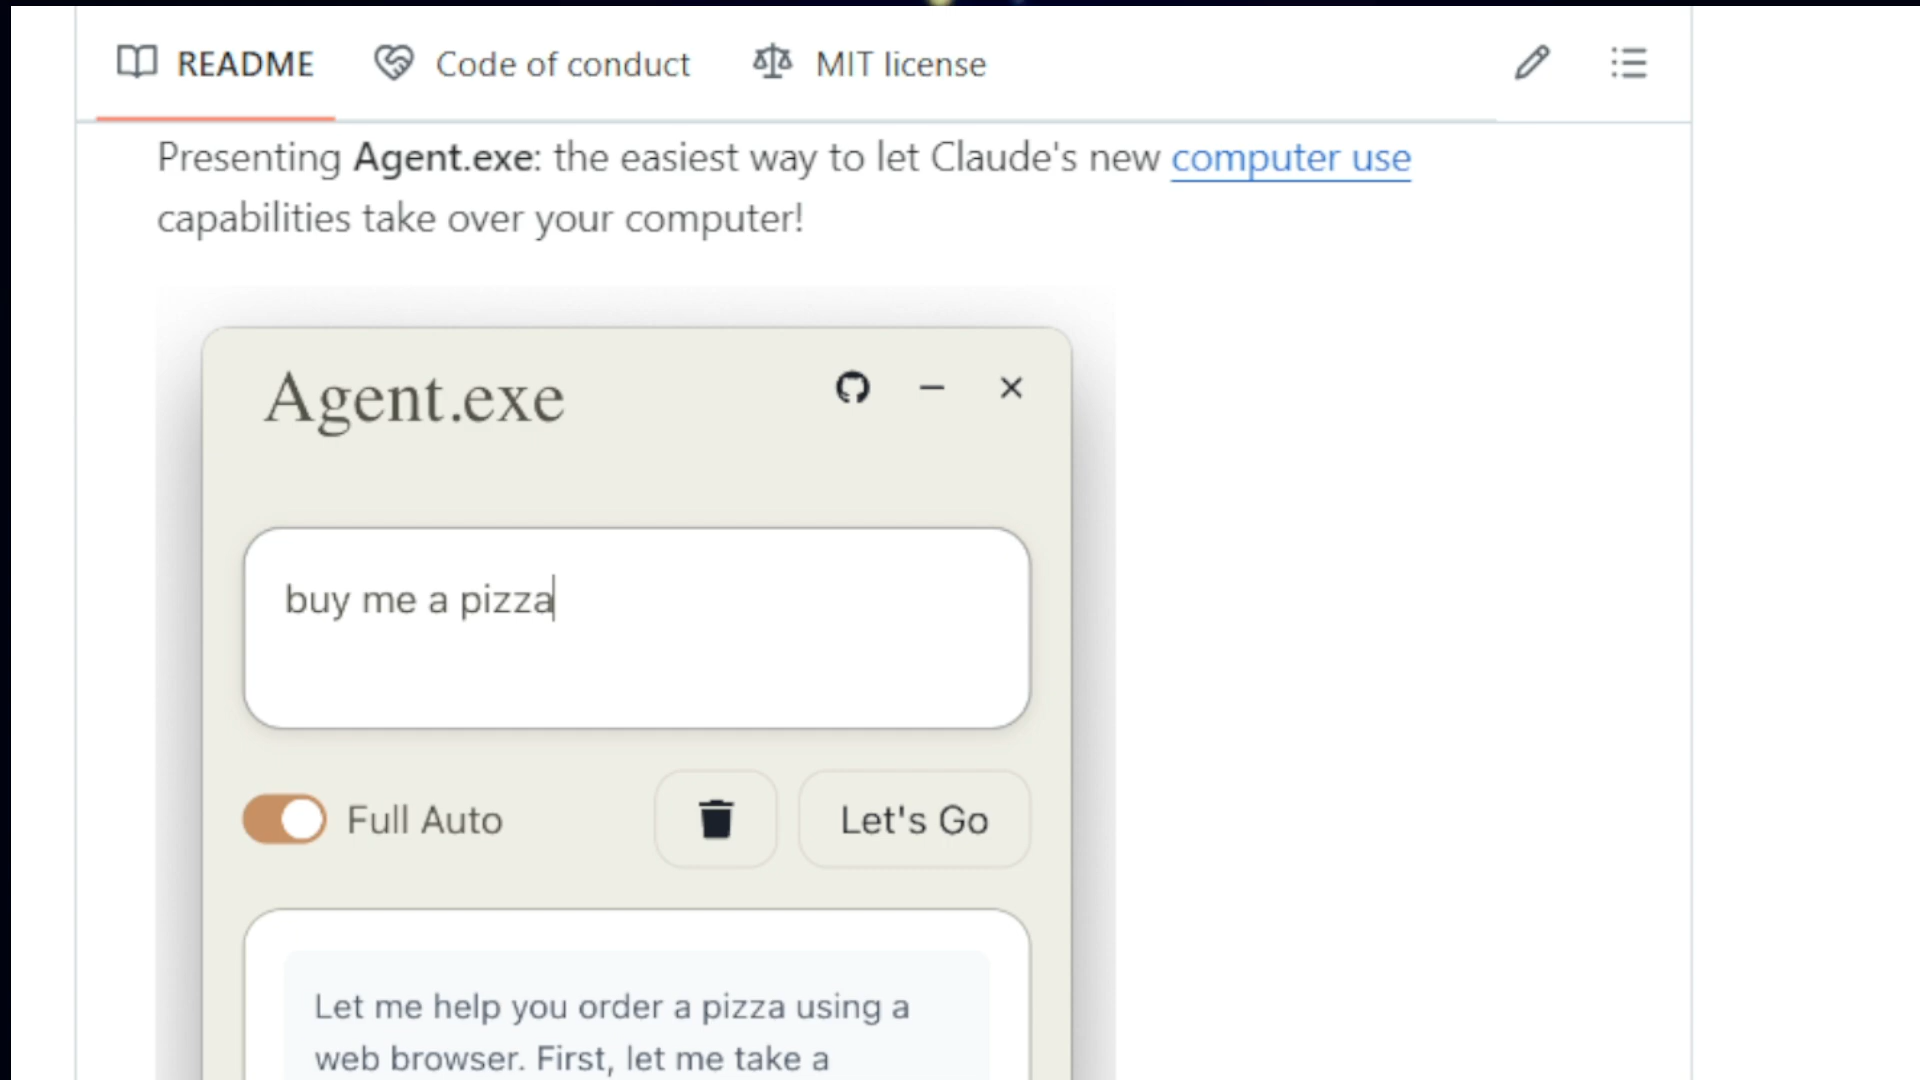 README Code of conduct MIT license
Presenting Agent.exe: the easiest way to let Claude's new computer use
capabilities take over your computer!
Agent.exe
buy me a pizza
Full Auto Let's Go
Let me help you order a pizza using a
web browser. First, let me take a